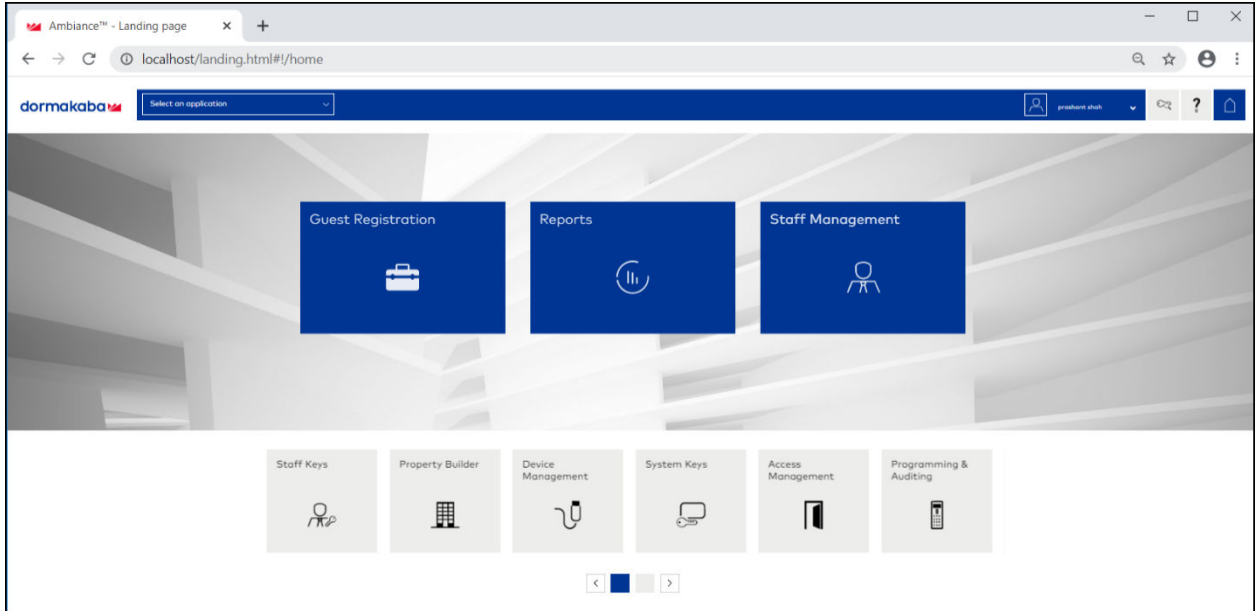 Ambiance™ - Landing page
localhost/landing.html#!/home
dormakaba
Select an application
prashant shah
?
Guest Registration
Reports
Staff Management
Staff Keys
Property Builder
Device
Management
System Keys
Access
Management
Programming &
Auditing